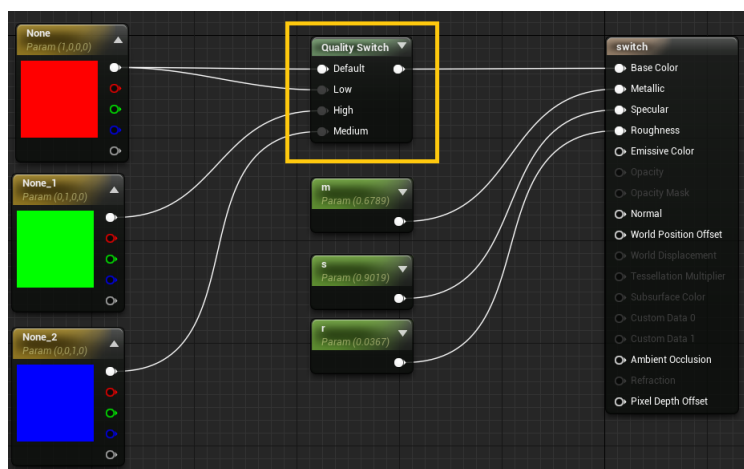 None
Param (1,0,0,0)
None_1
Param (0,1,0,0)
None_2
Param (0,0,1,0)
Quality Switch
Default
Low
High
Medium
m
Param (0.6789)
s
Param (0.9019)
r
Param (0.0367)
switch
Base Color
Metallic
Specular
Roughness
Emissive Color
Opacity
Opacity Mask
Normal
World Position Offset
World Displacement
Tessellation Multiplier
Subsurface Color
Custom Data 0
Custom Data 1
Ambient Occlusion
Refraction
Pixel Depth Offset